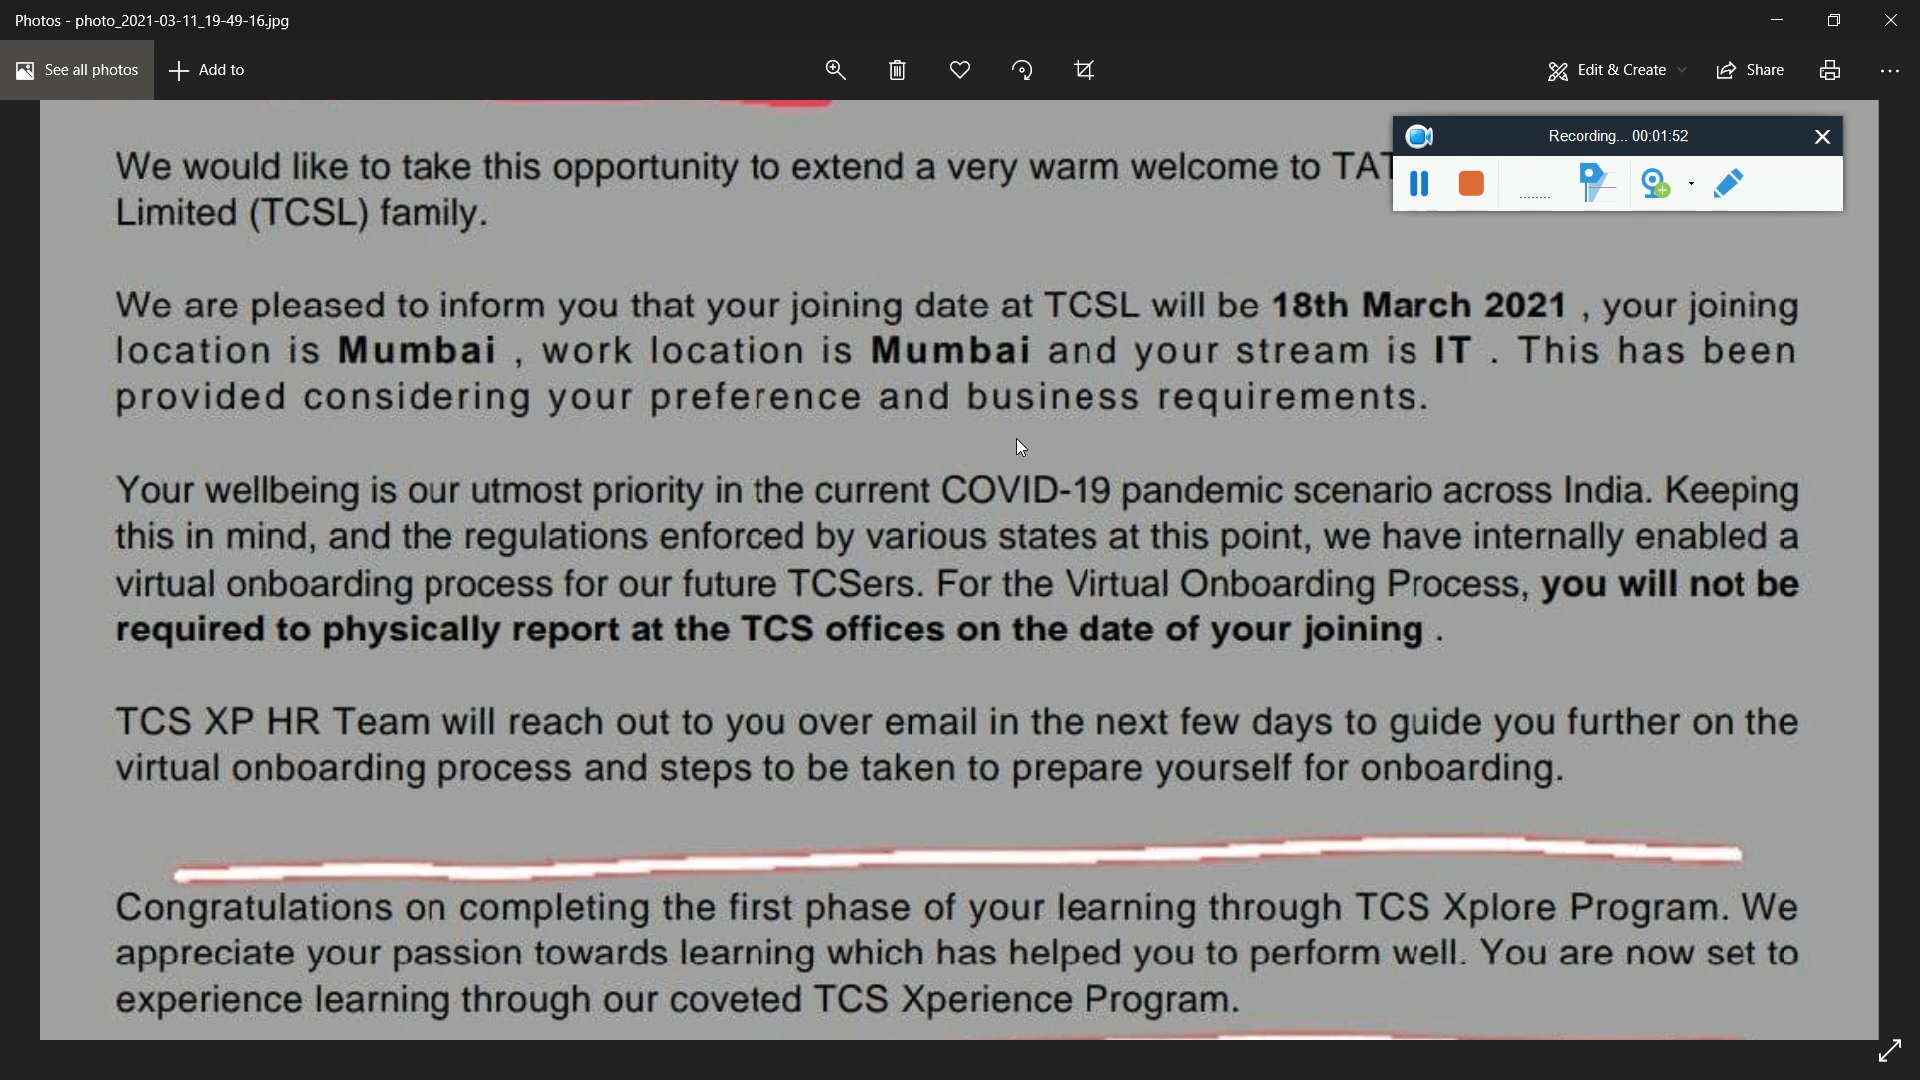 Photos - photo_2021-03-11_19-49-16.jpg
See all photos
Add to
Edit & Create
Share
Recording... 00:01:52
We would like to take this opportunity to extend a very warm welcome to
Limited (TCSL) family.
We are pleased to inform you that your joining date at TCSL will be 18th March 2021 , your joining
location is Mumbai , work location is Mumbai and your stream is IT . This has been
provided considering your preference and business requirements.
Your wellbeing is our utmost priority in the current COVID-19 pandemic scenario across India. Keeping
this in mind, and the regulations enforced by various states at this point, we have internally enabled a
virtual onboarding process for our future TCSers. For the Virtual Onboarding Process, you will not be
required to physically report at the TCS offices on the date of your joining .
TCS XP HR Team will reach out to you over email in the next few days to guide you further on the
virtual onboarding process and steps to be taken to prepare yourself for onboarding.
Congratulations on completing the first phase of your learning through TCS Xplore Program. We
appreciate your passion towards learning which has helped you to perform well. You are now set to
experience learning through our coveted TCS Xperience Program.